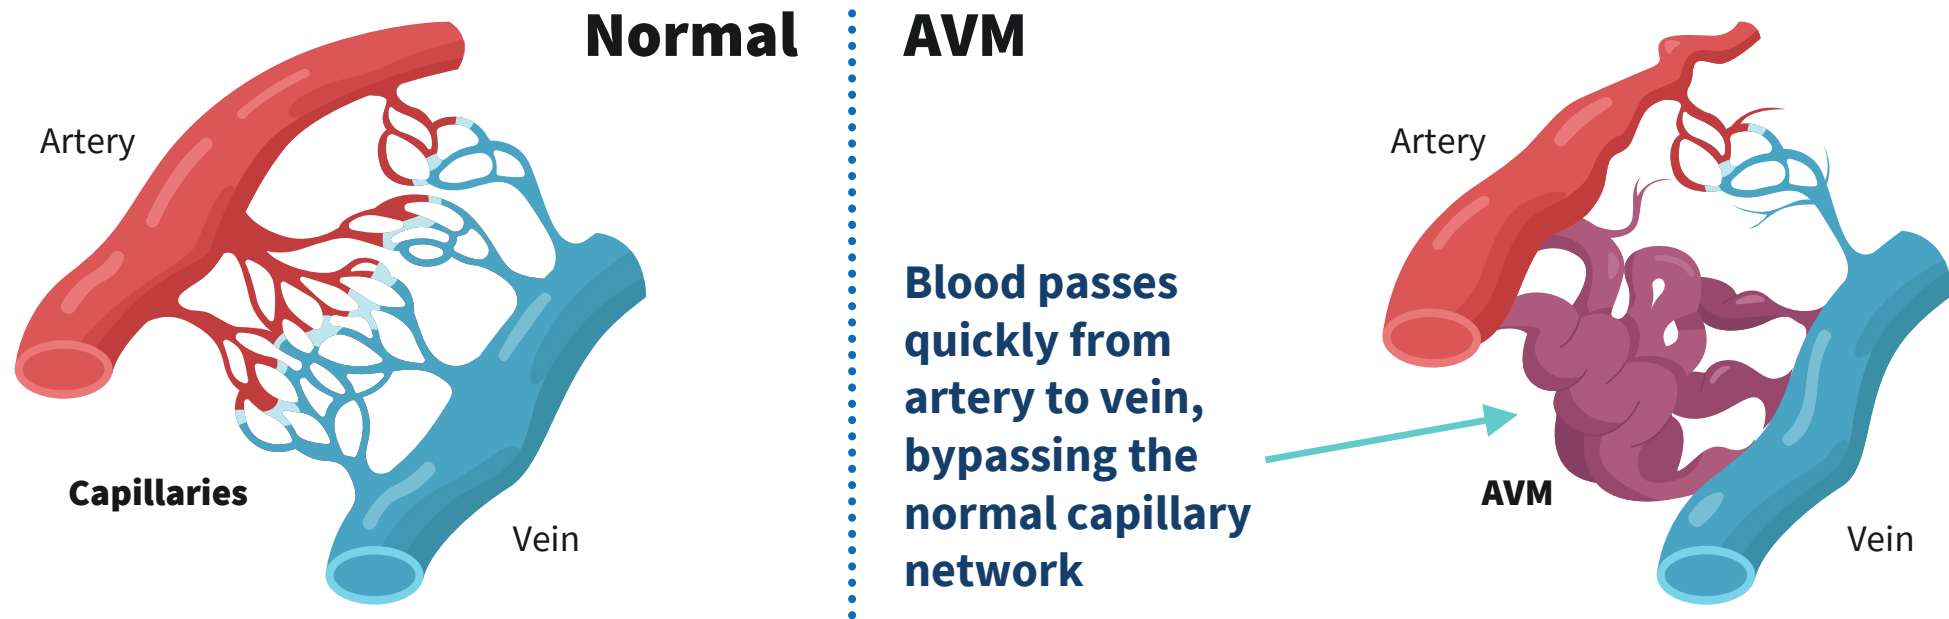 Normal
Artery
Capillaries
Vein
AVM
Artery
Blood passes
quickly from
artery to vein,
bypassing the
normal capillary
network
AVM
Vein